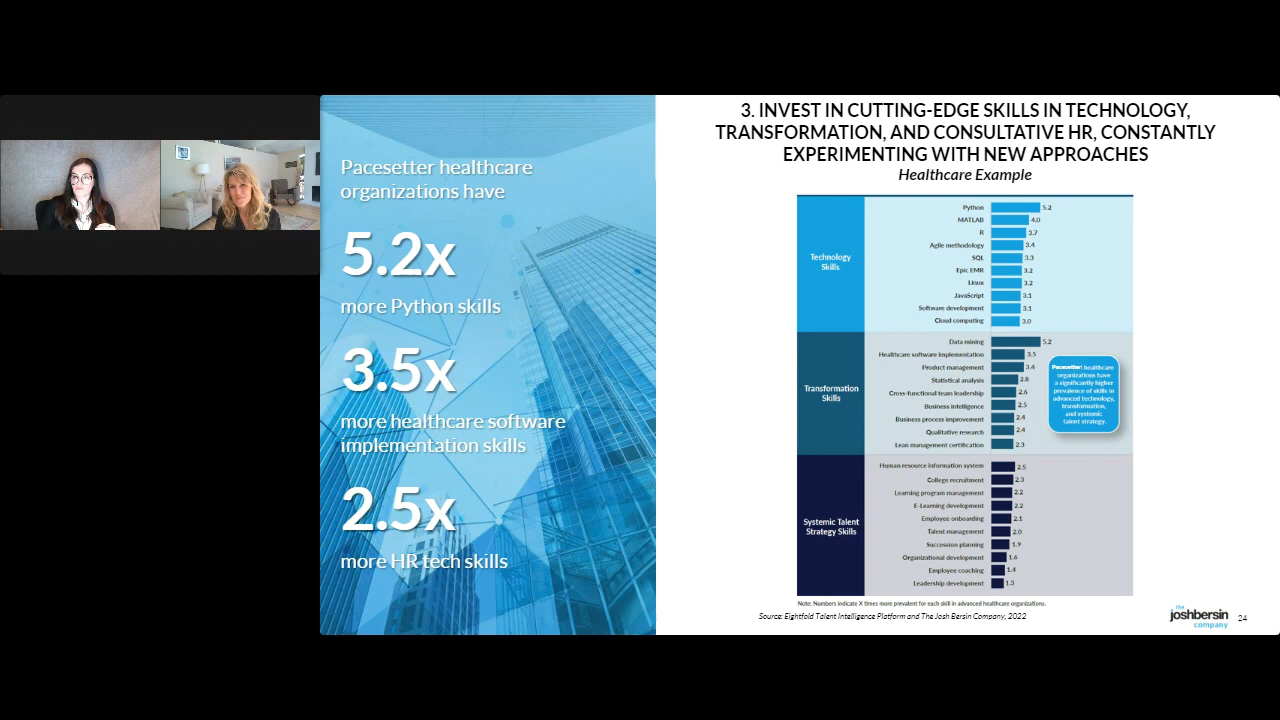 Pacesetter healthcare
organizations have
5.2x
more Python skills
3.5x
more healthcare software
implementation skills
2.5x
more HR tech skills
3. INVEST IN CUTTING-EDGE SKILLS IN TECHNOLOGY,
TRANSFORMATION, AND CONSULTATIVE HR, CONSTANTLY
EXPERIMENTING WITH NEW APPROACHES
Healthcare Example
Technology
Skills
Python 5.2
MATLAB 4.0
R 3.7
Agile methodology 3.4
SQL 3.3
Epic EMR 3.2
Linux 3.2
JavaScript 3.1
Software development 3.1
Cloud computing 3.0
Transformation
Skills
Data mining 5.2
Healthcare software implementation 3.5
Product management 3.4
Statistical analysis 2.8
Cross-functional team leadership 2.6
Business intelligence 2.5
Business process improvement 2.4
Qualitative research 2.4
Lean management certification 2.3
Pacesetter healthcare
organizations have
a significantly higher
prevalence of skills in
advanced technology,
transformation,
and systemic
talent strategy.
Systemic Talent
Strategy Skills
Human resource information system 2.5
College recruitment 2.3
Learning program management 2.2
E-Learning development 2.2
Employee onboarding 2.1
Talent management 2.0
Succession planning 1.9
Organizational development 1.6
Employee coaching 1.4
Leadership development 1.3
Note: Numbers indicate X times more prevalent for each skill in advanced healthcare organizations.
Source: Eightfold Talent Intelligence Platform and The Josh Bersin Company, 2022
the
joshbersin
company
24